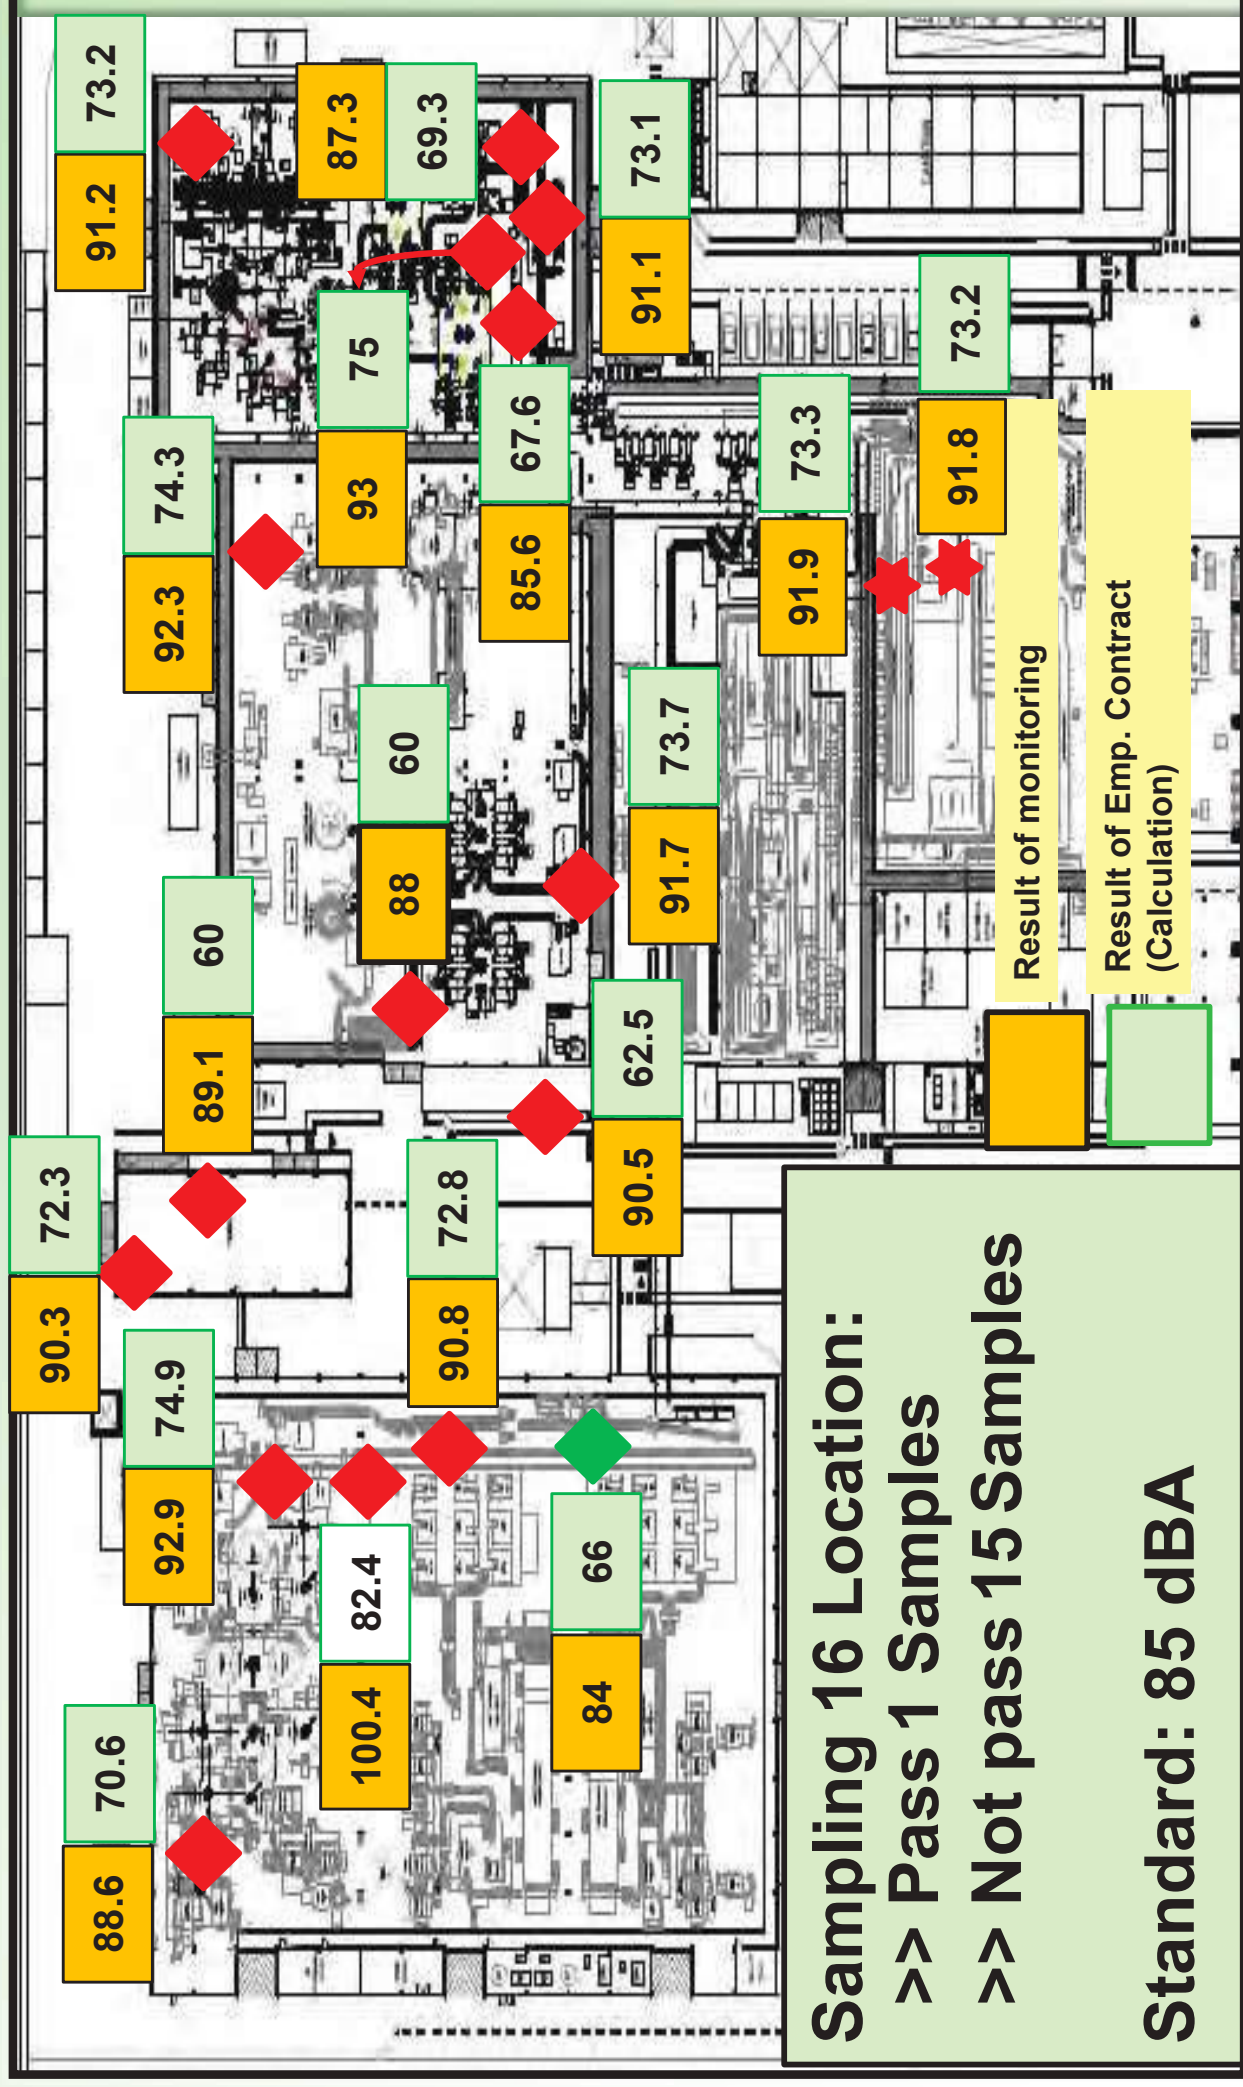 90.3 72.3
88.6 70.6
91.2 73.2
92.9 74.9
92.3 74.3
89.1 60
87.3
69.3
100.4 82.4
93 75
88 60
90.8 72.8
85.6 67.6
84 66
90.5 62.5
91.1 73.1
91.7 73.7
91.9 73.3
91.8 73.2
Sampling 16 Location:
>> Pass 1 Samples
>> Not pass 15 Samples
Standard: 85 dBA
Result of monitoring
Result of Emp. Contract
(Calculation)